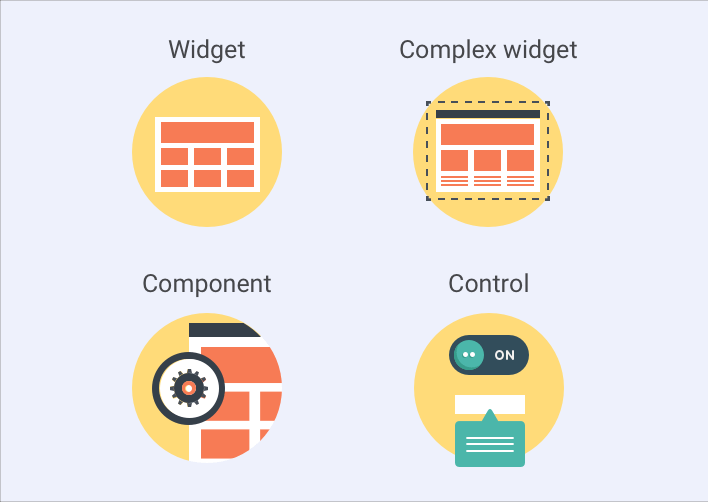 Widget
Complex widget
Component
Control
ON